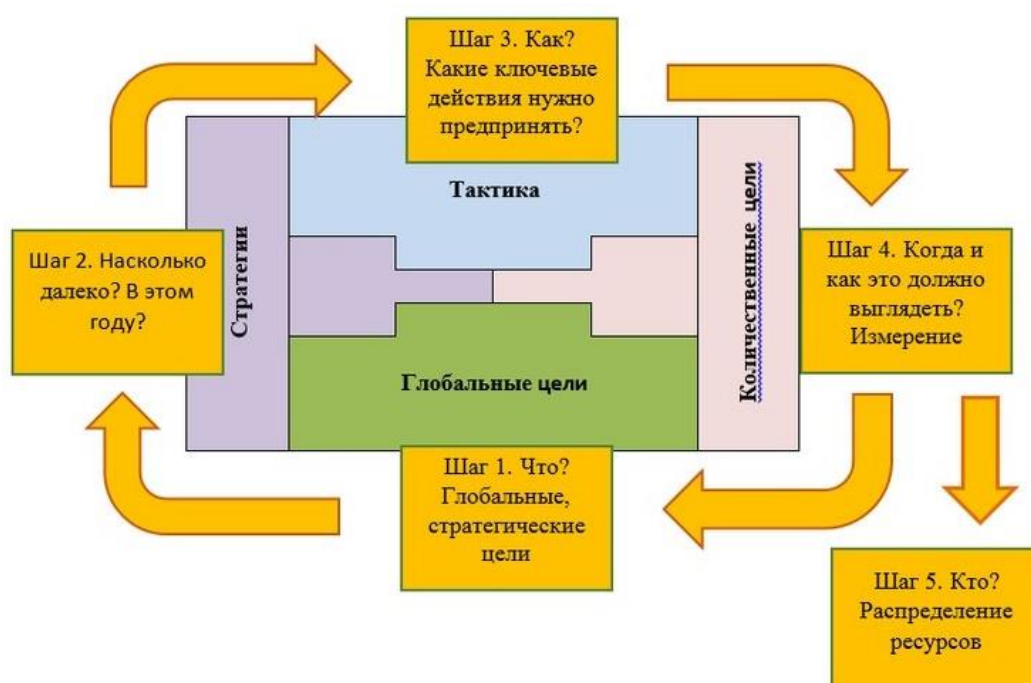 Шаг 3. Как?
Какие ключевые
действия нужно
предпринять?
Тактика
Стратегии
Количественные цели
Шаг 2. Насколько
далеко? В этом
году?
Шаг 4. Когда и
как это должно
выглядеть?
Измерение
Глобальные цели
Шаг 1. Что?
Глобальные,
стратегические
цели
Шаг 5. Кто?
Распределение
ресурсов